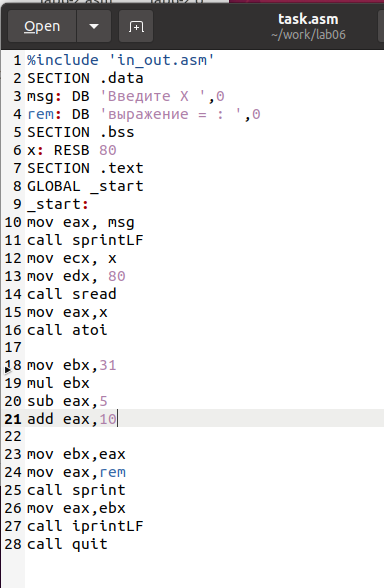 Open
task.asm
~/work/lab06
1 %include 'in_out.asm'
2 SECTION .data
3 msg: DB 'Введите X ',0
4 rem: DB 'выражение = : ',0
5 SECTION .bss
6 x: RESB 80
7 SECTION .text
8 GLOBAL _start
9 _start:
10 mov eax, msg
11 call sprintLF
12 mov ecx, x
13 mov edx, 80
14 call sread
15 mov eax,x
16 call atoi
17
18 mov ebx,31
19 mul ebx
20 sub eax,5
21 add eax,10
22
23 mov ebx,eax
24 mov eax,rem
25 call sprint
26 mov eax,ebx
27 call iprintLF
28 call quit